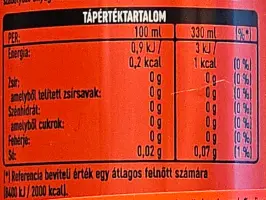 TÁPÉRTÉKTARTALOM
PER: 100 ml 330 ml (%*)
Energia: 0,9 kJ / 3 kJ /
0,2 kcal 1 kcal (0 %)
Zsír: 0 g 0 g (0 %)
amelyből telített zsírsavak: 0 g 0 g (0 %)
Szénhidrát: 0 g 0 g (0 %)
amelyből cukrok: 0 g 0 g (0 %)
Fehérje: 0 g 0 g (0 %)
Só: 0,02 g 0,07 g (1 %)
(*) Referencia beviteli érték egy átlagos felnőtt számára
(8400 kJ / 2000 kcal).